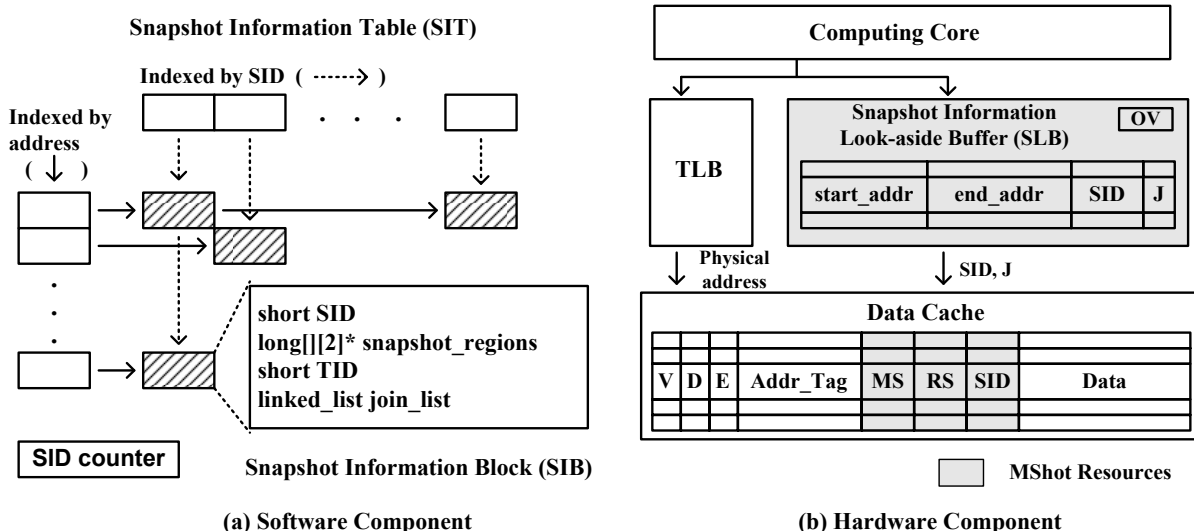 Snapshot Information Table (SIT)
Indexed by SID ( )
. . .
Indexed by
address
( )
.
.
.
short SID
long[][2]* snapshot_regions
short TID
linked_list join_list
SID counter
Snapshot Information Block (SIB)
(a) Software Component
Computing Core
TLB
Snapshot Information
Look-aside Buffer (SLB)
OV
start_addr end_addr SID J
Physical
address
SID, J
Data Cache
V D E Addr_Tag MS RS SID Data
MShot Resources
(b) Hardware Component